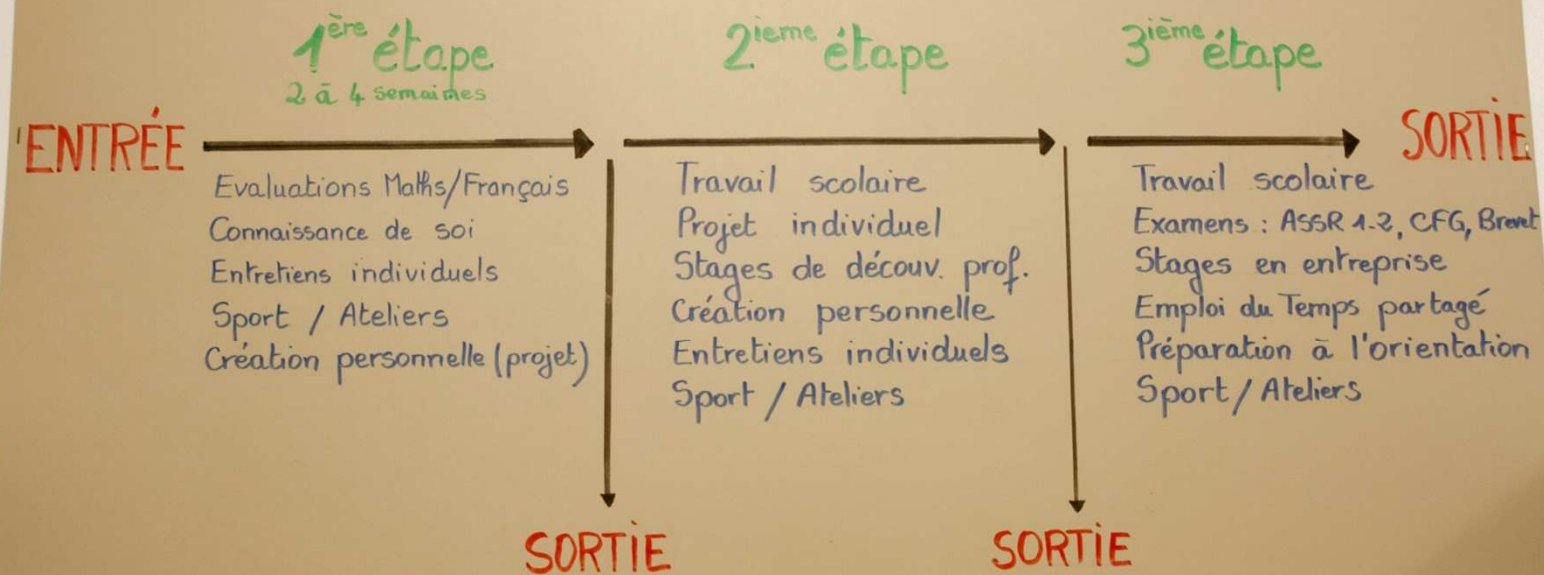 1ère étape
2 à 4 semaines
2ieme étape
3ième étape
ENTRÉE
SORTIE
Evaluations Maths/Français
Connaissance de soi
Entretiens individuels
Sport / Ateliers
Création personnelle (projet)
Travail scolaire
Projet individuel
Stages de découv. prof.
Création personnelle
Entretiens individuels
Sport / Ateliers
Travail scolaire
Examens : ASSR 1-2, CFG, Brevet
Stages en entreprise
Emploi du Temps partagé
Préparation à l'orientation
Sport / Ateliers
SORTIE
SORTIE